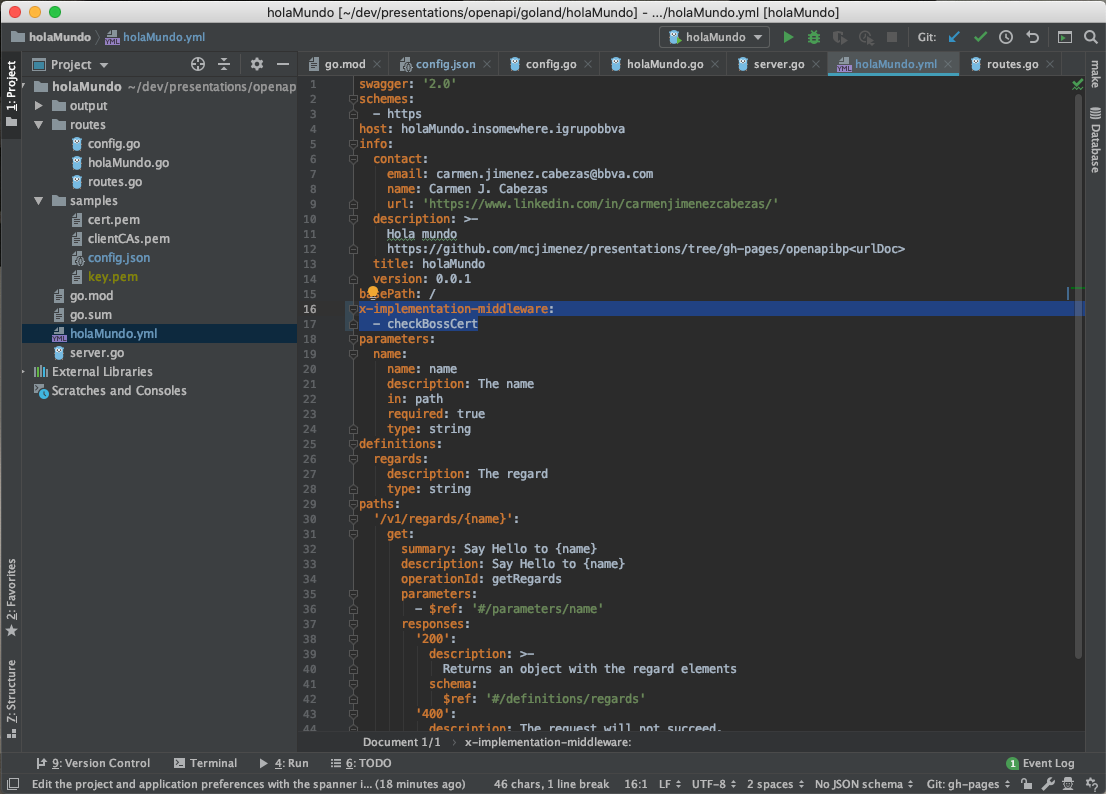 holaMundo [~/dev/presentations/openapi/goland/holaMundo] - .../holaMundo.yml [holaMundo]
holaMundo holaMundo.yml holaMundo Git:
Project go.mod config.json config.go holaMundo.go server.go holaMundo.yml routes.go
1: Project
2: Favorites
Z: Structure
make
Database
holaMundo ~/dev/presentations/openap
output
routes
config.go
holaMundo.go
routes.go
samples
cert.pem
clientCAs.pem
config.json
key.pem
go.mod
go.sum
holaMundo.yml
server.go
External Libraries
Scratches and Consoles
1 swagger: '2.0'
2 schemes:
3 - https
4 host: holaMundo.insomewhere.igrupobbva
5 info:
6 contact:
7 email: carmen.jimenez.cabezas@bbva.com
8 name: Carmen J. Cabezas
9 url: 'https://www.linkedin.com/in/carmenjimenezcabezas/'
10 description: >-
11 Hola mundo
12 https://github.com/mcjimenez/presentations/tree/gh-pages/openapibp<urlDoc>
13 title: holaMundo
14 version: 0.0.1
15 basePath: /
16 x-implementation-middleware:
17 - checkBossCert
18 parameters:
19 name:
20 name: name
21 description: The name
22 in: path
23 required: true
24 type: string
25 definitions:
26 regards:
27 description: The regard
28 type: string
29 paths:
30 '/v1/regards/{name}':
31 get:
32 summary: Say Hello to {name}
33 description: Say Hello to {name}
34 operationId: getRegards
35 parameters:
36 - $ref: '#/parameters/name'
37 responses:
38 '200':
39 description: >-
40 Returns an object with the regard elements
41 schema:
42 $ref: '#/definitions/regards'
43 '400':
44 description: The request will not succeed.
Document 1/1 › x-implementation-middleware:
9: Version Control Terminal 4: Run 6: TODO 1 Event Log
Edit the project and application preferences with the spanner i... (18 minutes ago) 46 chars, 1 line break 16:1 LF UTF-8 2 spaces No JSON schema Git: gh-pages